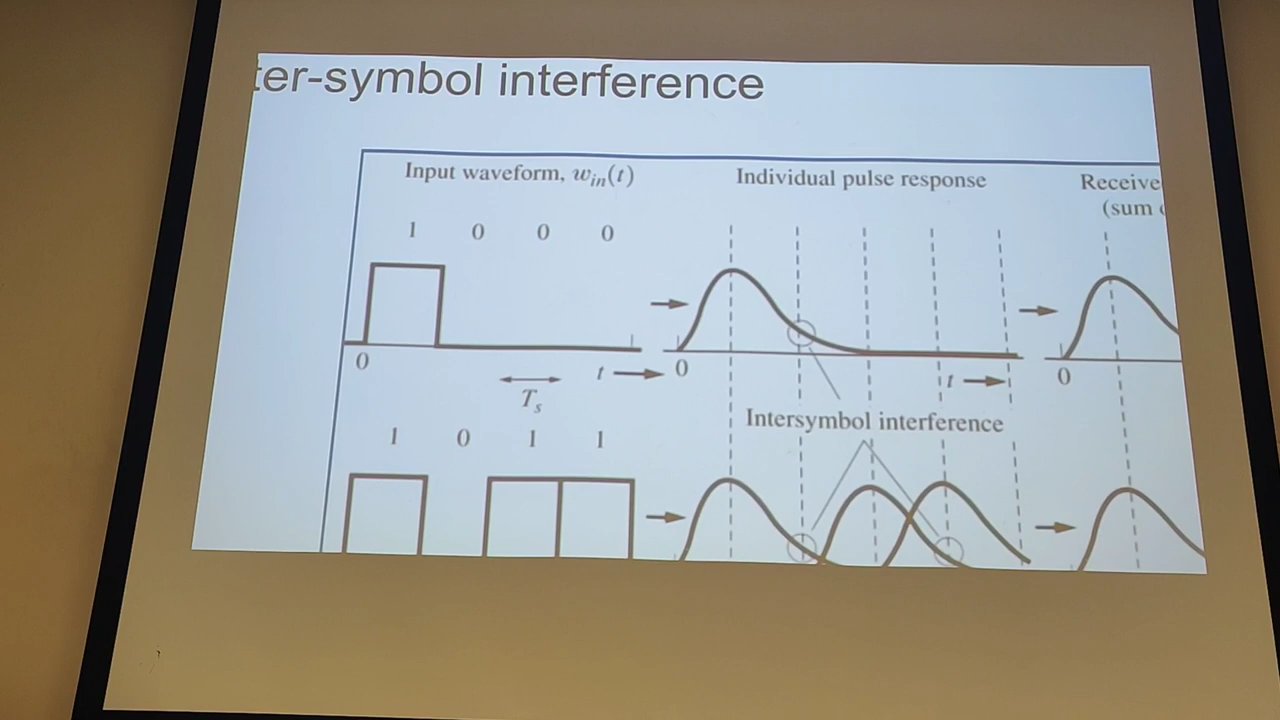 ter-symbol interference
Input waveform, w_in(t)
Individual pulse response
Receive
(sum
1 0 0 0
0
t
0
t
0
T_s
Intersymbol interference
1 0 1 1